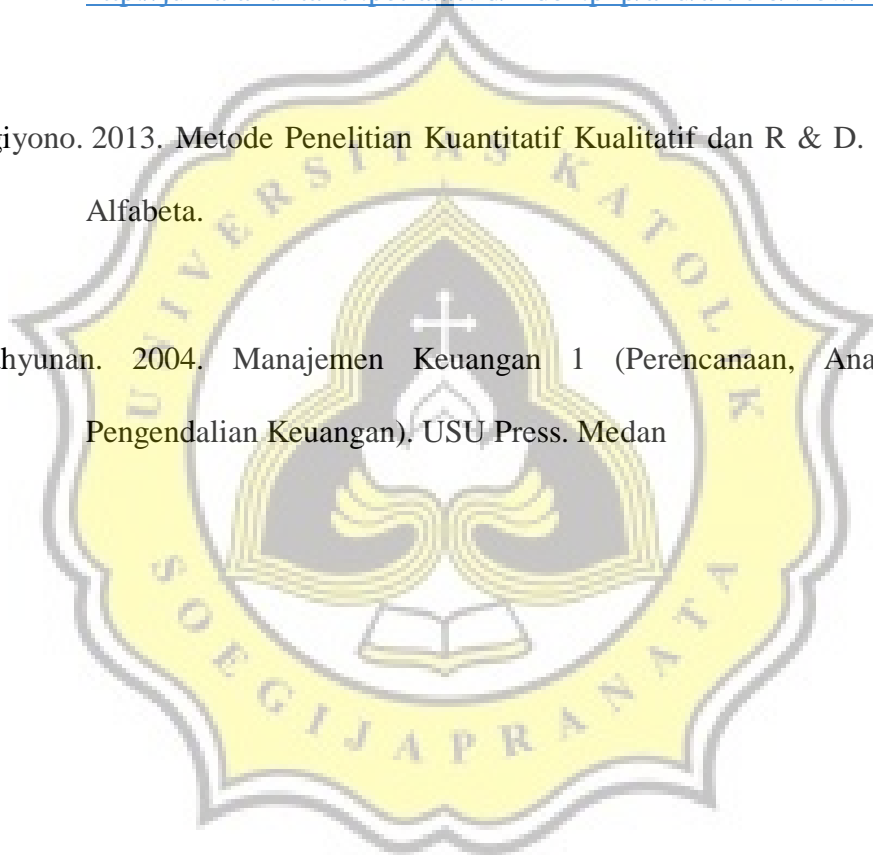 giyono. 2013. Metode Penelitian Kuantitatif Kualitatif dan R & D.
Alfabeta.
hyunan. 2004. Manajemen Keuangan 1 (Perencanaan, Ana
Pengendalian Keuangan). USU Press. Medan
UNIVERSITAS KATOLIK
SOEGIJAPRANATA